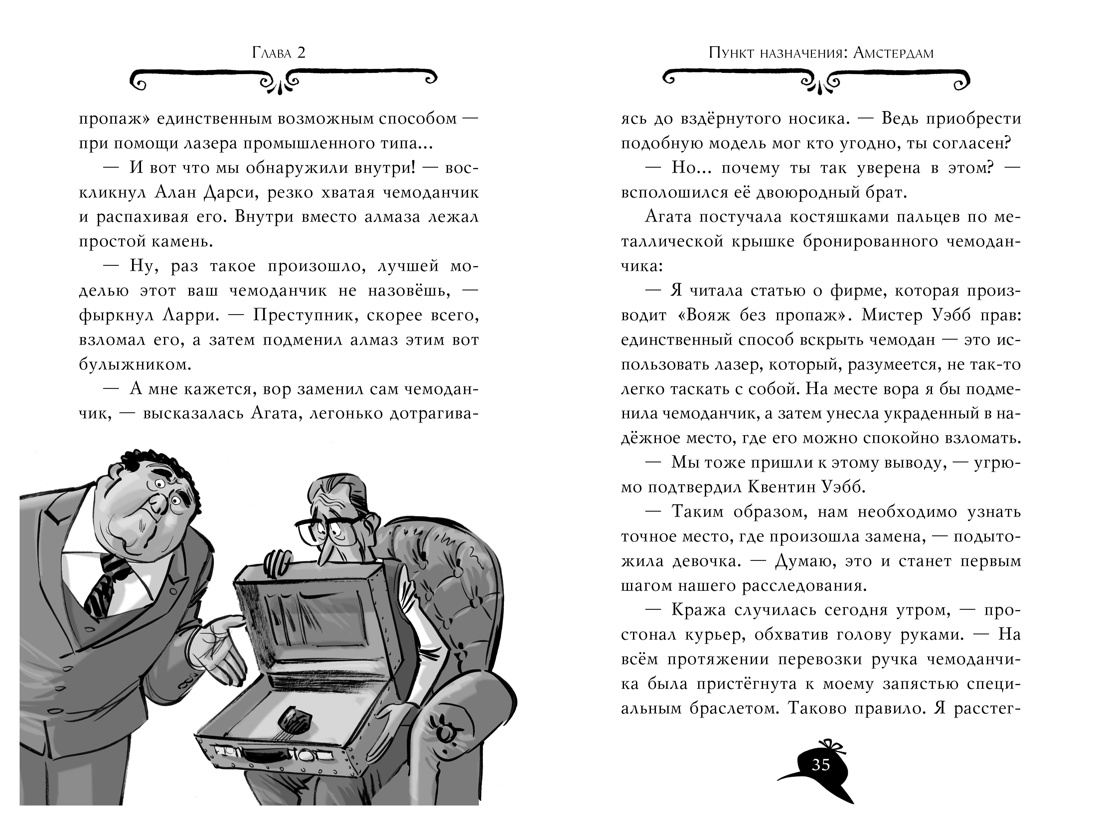 Глава 2
пропаж» единственным возможным способом —
при помощи лазера промышленного типа...
— И вот что мы обнаружили внутри! — вос-
кликнул Алан Дарси, резко хватая чемоданчик
и распахивая его. Внутри вместо алмаза лежал
простой камень.
— Ну, раз такое произошло, лучшей мо-
делью этот ваш чемоданчик не назовёшь, —
фыркнул Ларри. — Преступник, скорее всего,
взломал его, а затем подменил алмаз этим вот
булыжником.
— А мне кажется, вор заменил сам чемодан-
чик, — высказалась Агата, легонько дотрагива-
Пункт назначения: Амстердам
ясь до вздёрнутого носика. — Ведь приобрести
подобную модель мог кто угодно, ты согласен?
— Но... почему ты так уверена в этом? —
всполошился её двоюродный брат.
Агата постучала костяшками пальцев по ме-
таллической крышке бронированного чемодан-
чика:
— Я читала статью о фирме, которая произ-
водит «Вояж без пропаж». Мистер Уэбб прав:
единственный способ вскрыть чемодан — это ис-
пользовать лазер, который, разумеется, не так-то
легко таскать с собой. На месте вора я бы подме-
нила чемоданчик, а затем унесла украденный в на-
дёжное место, где его можно спокойно взломать.
— Мы тоже пришли к этому выводу, — угрю-
мо подтвердил Квентин Уэбб.
— Таким образом, нам необходимо узнать
точное место, где произошла замена, — подыто-
жила девочка. — Думаю, это и станет первым
шагом нашего расследования.
— Кража случилась сегодня утром, — про-
стонал курьер, обхватив голову руками. — На
всём протяжении перевозки ручка чемоданчи-
ка была пристёгнута к моему запястью специ-
альным браслетом. Таково правило. Я расстег-
35